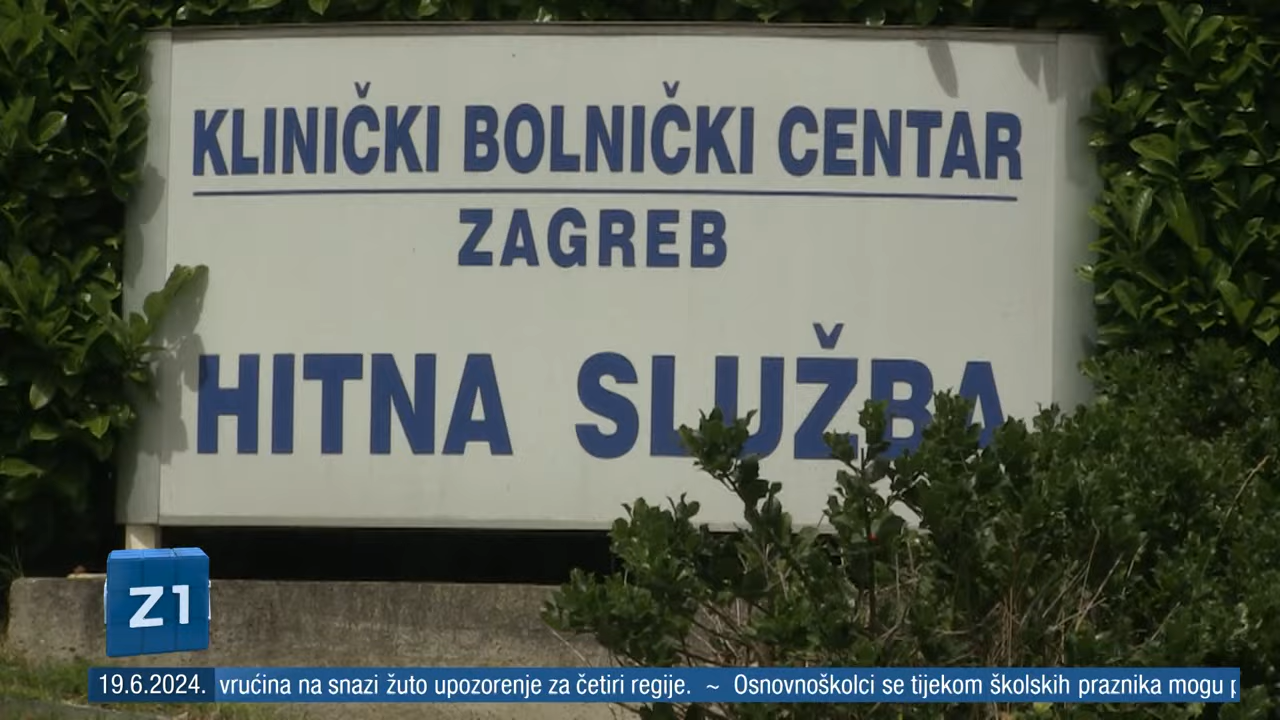 KLINIČKI BOLNIČKI CENTAR
ZAGREB
HITNA SLUŽBA
Z1
19.6.2024. vrućina na snazi žuto upozorenje za četiri regije. ~ Osnovnoškolci se tijekom školskih praznika mogu